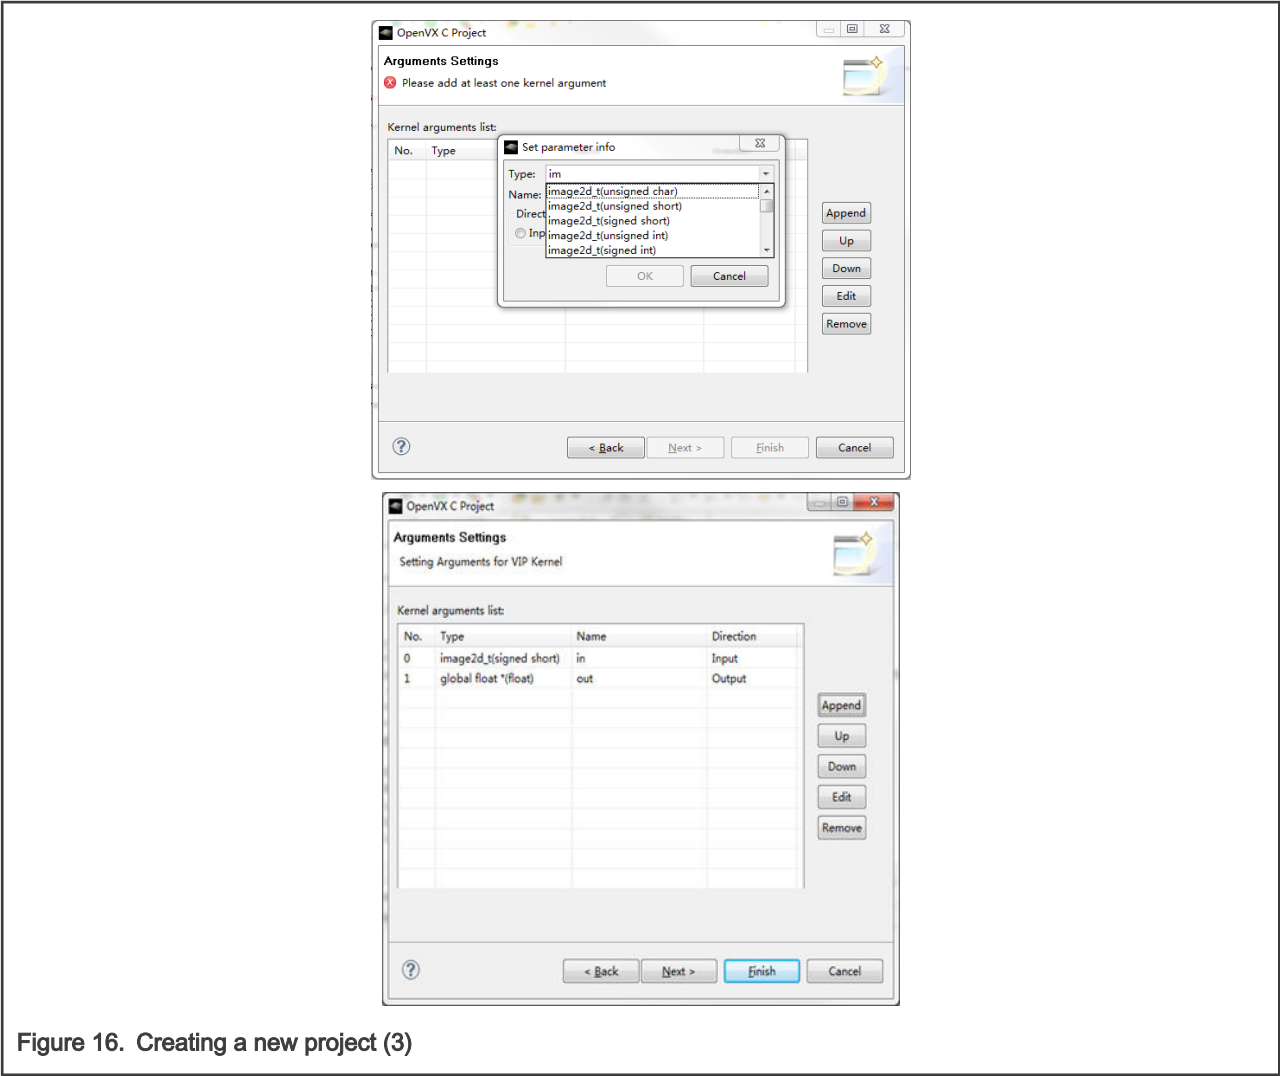 OpenVX C Project
Arguments Settings
Please add at least one kernel argument
Kernel arguments list:
No. Type
Set parameter info
Type: im
Name:
image2d_t(unsigned char)
image2d_t(unsigned short)
Direct
image2d_t(signed short)
Inp
image2d_t(unsigned int)
image2d_t(signed int)
OK Cancel
Append
Up
Down
Edit
Remove
? < Back Next > Finish Cancel
OpenVX C Project
Arguments Settings
Setting Arguments for VIP Kernel
Kernel arguments list:
No. Type Name Direction
0 image2d_t(signed short) in Input
1 global float *(float) out Output
Append
Up
Down
Edit
Remove
? < Back Next > Finish Cancel
Figure 16. Creating a new project (3)